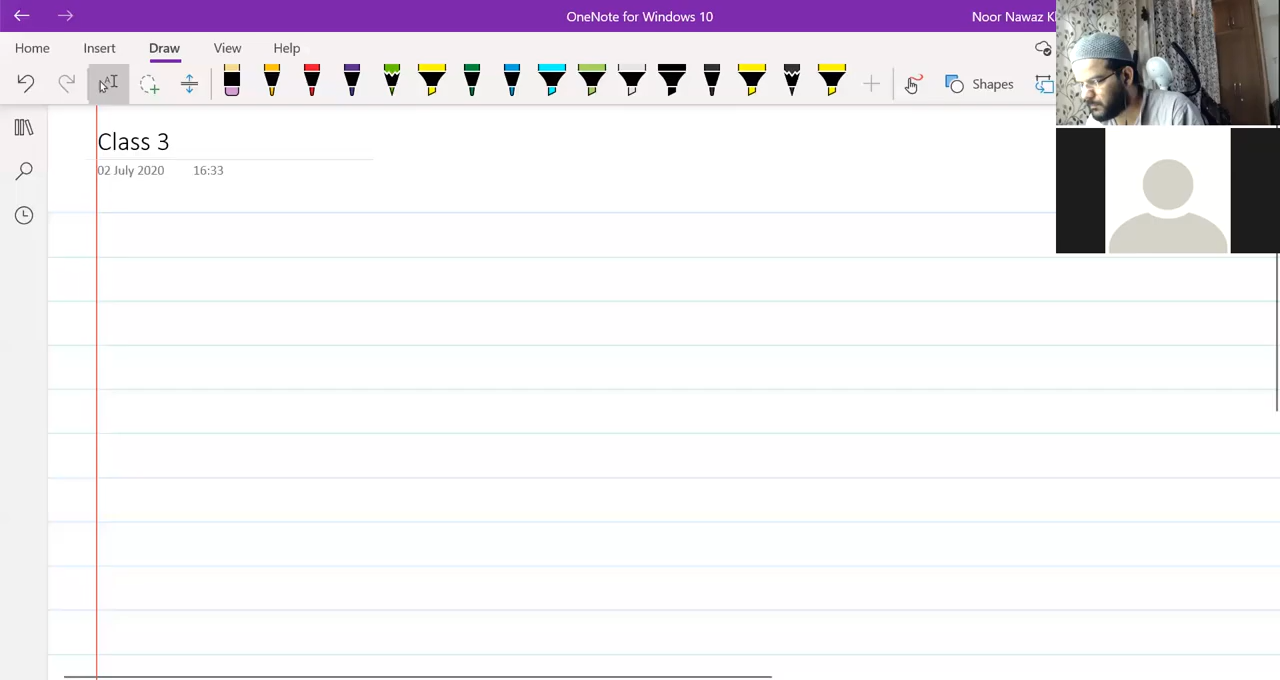 OneNote for Windows 10
Noor Nawaz
Home Insert Draw View Help
Shapes
Class 3
02 July 2020 16:33